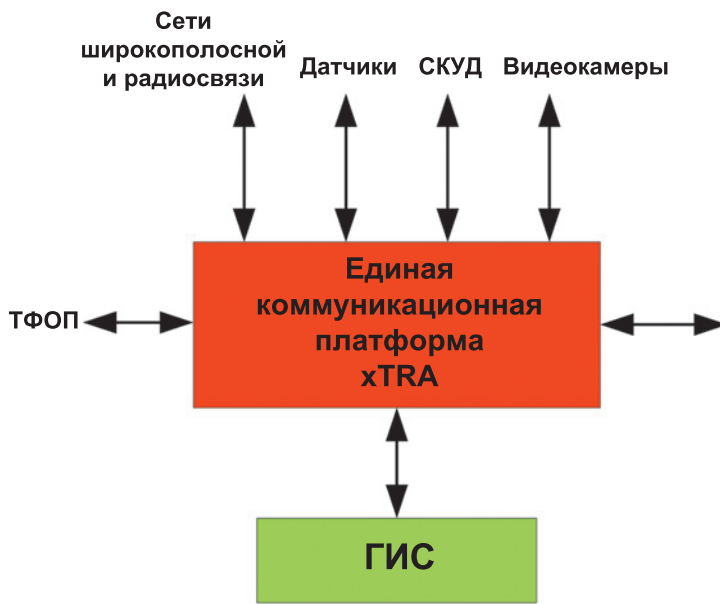 Сети
широкополосной
и радиосвязи
Датчики
СКУД
Видеокамеры
ТФОП
Единая
коммуникационная
платформа
xTRA
ГИС